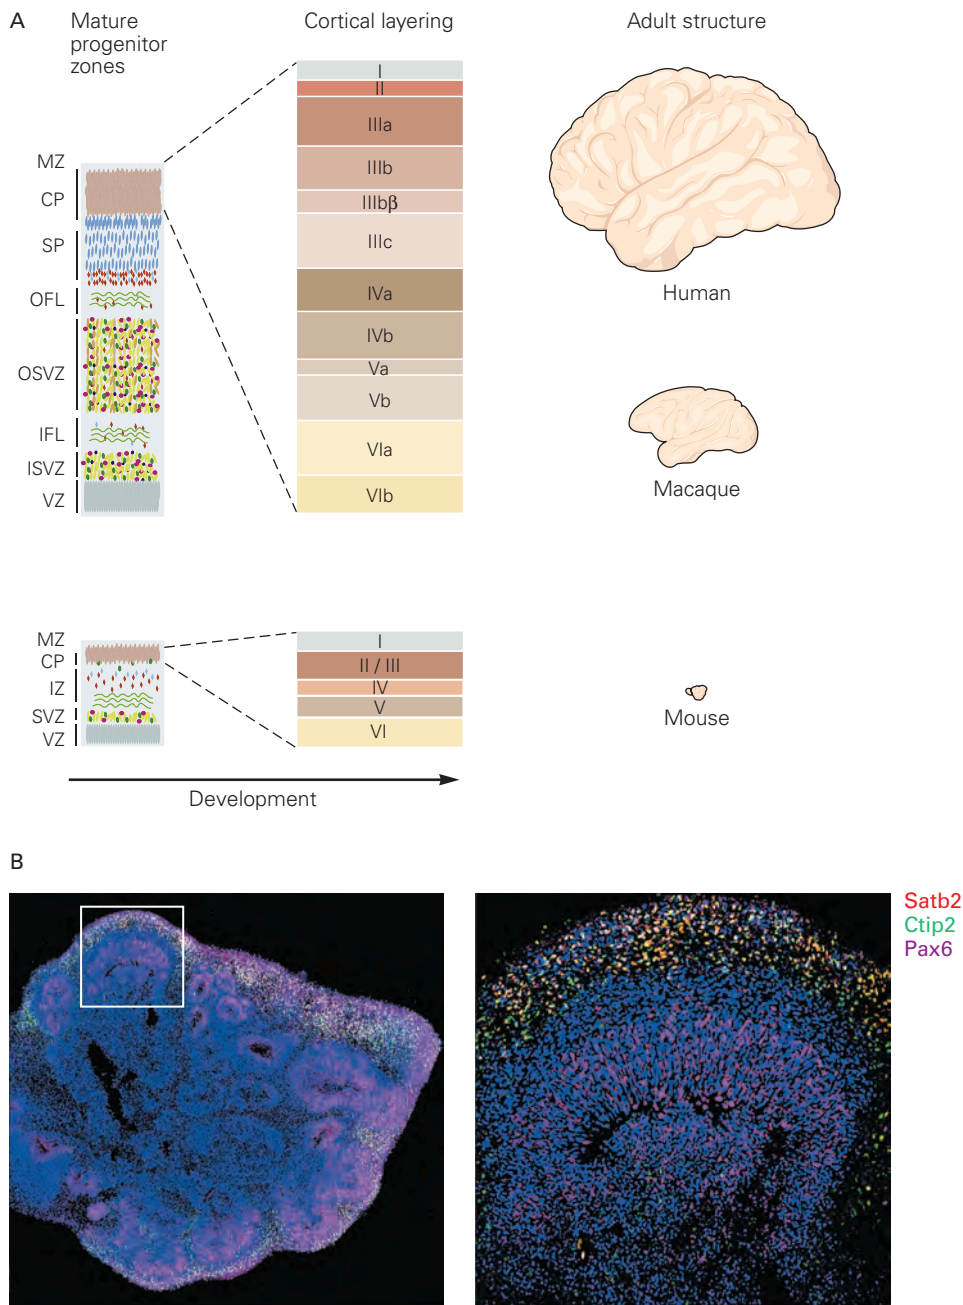 A
Mature
progenitor
zones
Cortical layering
Adult structure
MZ
CP
SP
OFL
OSVZ
IFL
ISVZ
VZ
I
II
IIIa
IIIb
IIIbβ
IIIc
IVa
IVb
Va
Vb
VIa
VIb
Human
Macaque
MZ
CP
IZ
SVZ
VZ
I
II / III
IV
V
VI
Mouse
Development
B
Satb2
Ctip2
Pax6